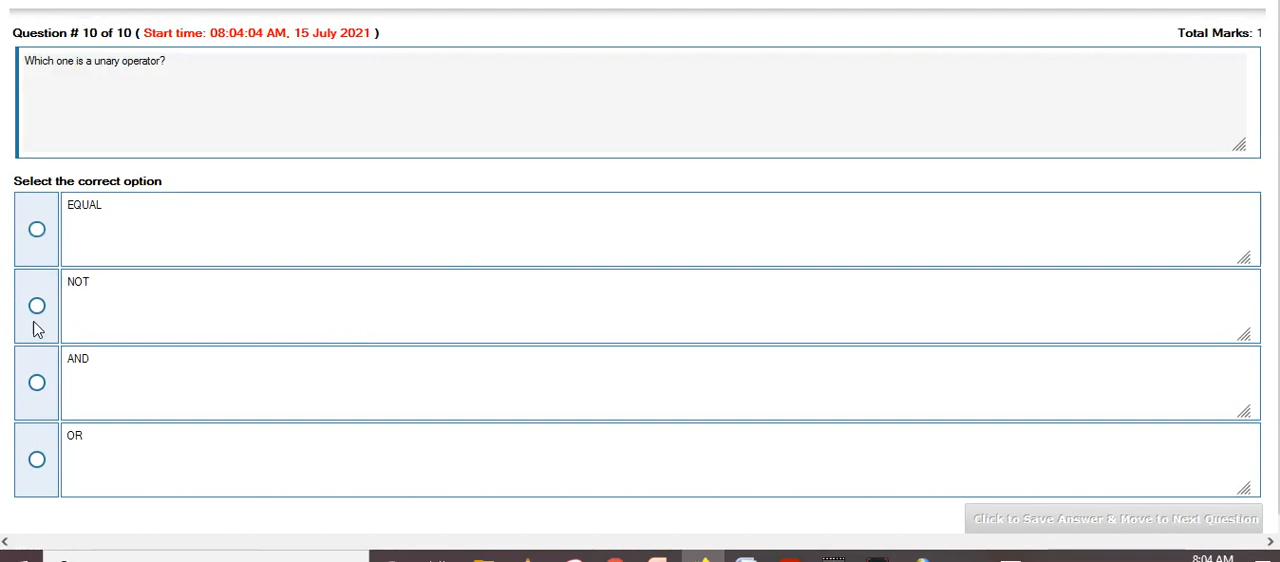 Question # 10 of 10 ( Start time: 08:04:04 AM, 15 July 2021 )
Total Marks: 1
Which one is a unary operator?
Select the correct option
EQUAL
NOT
AND
OR
Click to Save Answer & Move to Next Question
8:04 AM